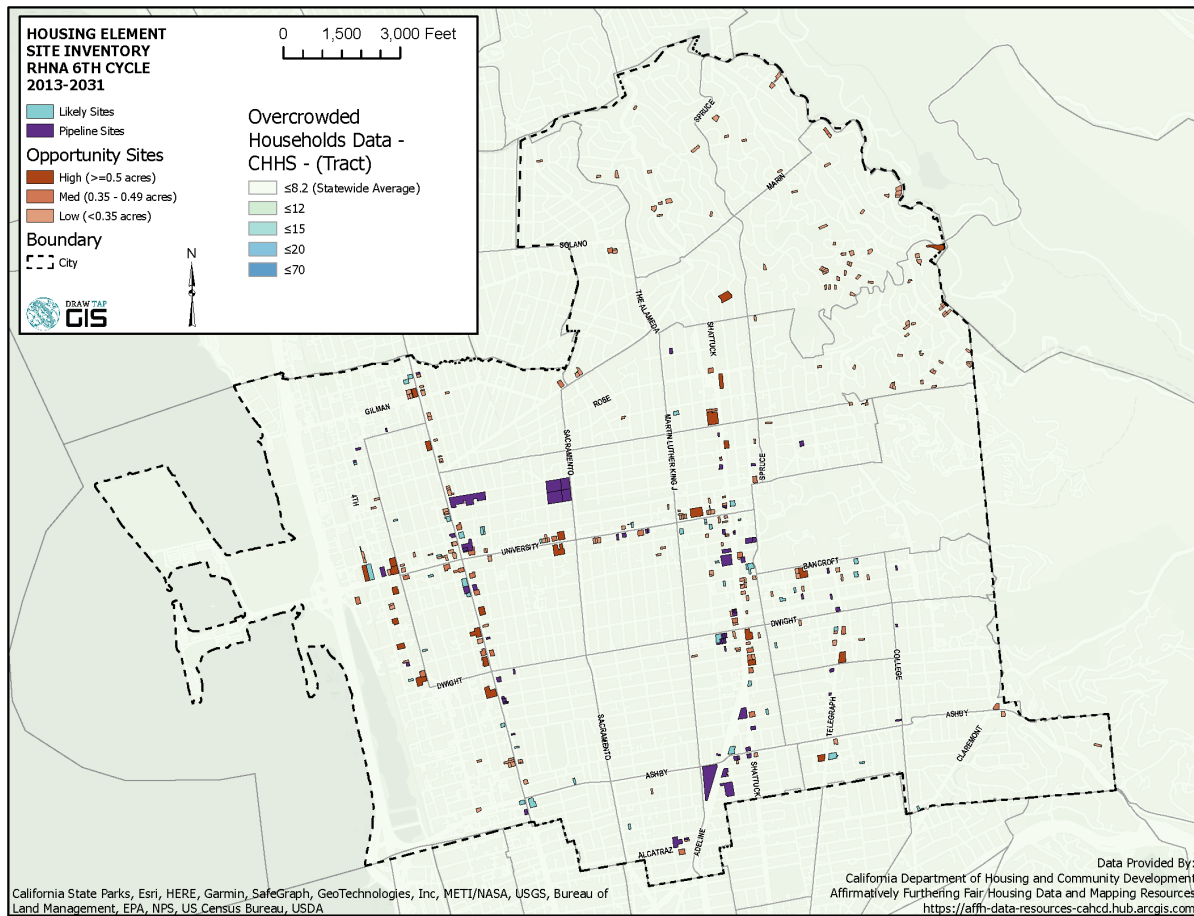 HOUSING ELEMENT
SITE INVENTORY
RHNA 6TH CYCLE
2013-2031
0 1,500 3,000 Feet
Likely Sites
Pipeline Sites
Opportunity Sites
High (>=0.5 acres)
Med (0.35 - 0.49 acres)
Low (<0.35 acres)
Boundary
City
Overcrowded
Households Data -
CHHS - (Tract)
≤8.2 (Statewide Average)
≤12
≤15
≤20
≤70
N
DRAW TAP
GIS
SPRUCE
MARIN
SOLANO
THE ALAMEDA
SHATTUCK
GILMAN
ROSE
SACRAMENTO
MARTIN LUTHER KING J
SPRUCE
4TH
UNIVERSITY
BANCROFT
DWIGHT
DWIGHT
COLLEGE
TELEGRAPH
SACRAMENTO
ASHBY
CLAREMONT
ASHBY
SHATTUCK
ADELINE
ALCATRAZ
California State Parks, Esri, HERE, Garmin, SafeGraph, GeoTechnologies, Inc, METI/NASA, USGS, Bureau of
Land Management, EPA, NPS, US Census Bureau, USDA
Data Provided By:
California Department of Housing and Community Development
Affirmatively Furthering Fair Housing Data and Mapping Resources
https://affh-data-resources-cahcd.hub.arcgis.com